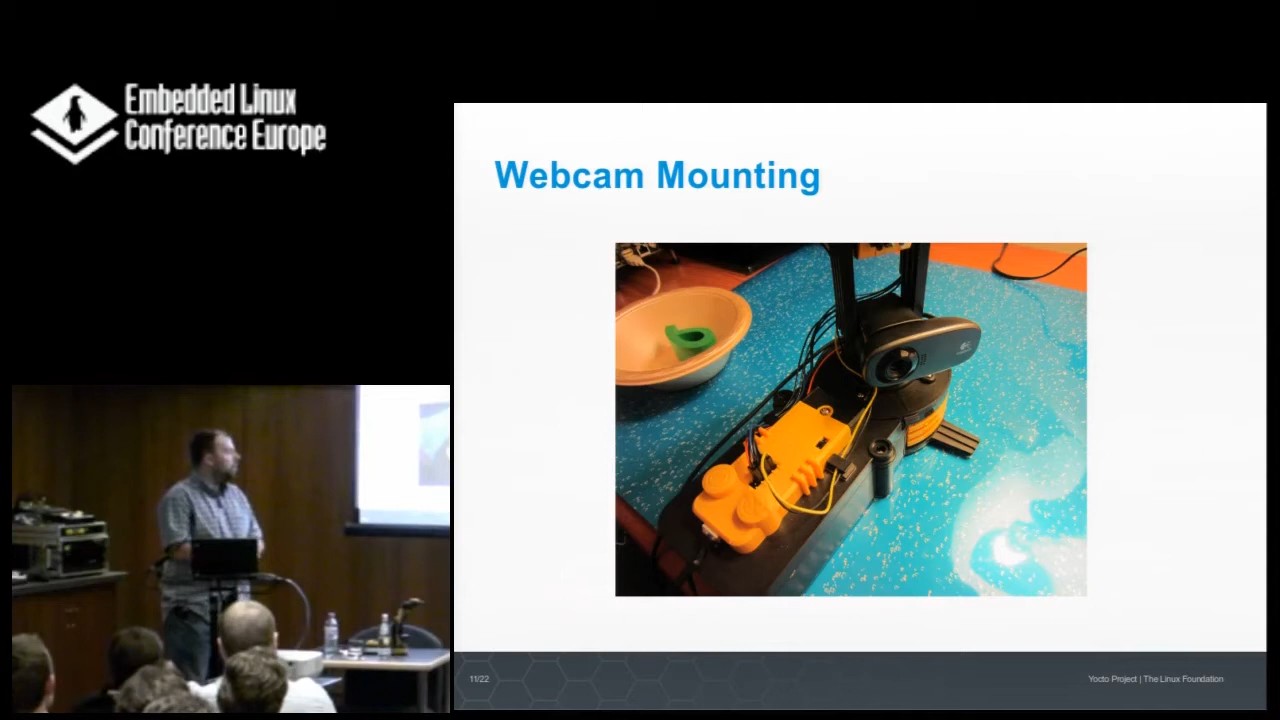 Embedded Linux
Conference Europe
Webcam Mounting
11/22
Yocto Project | The Linux Foundation